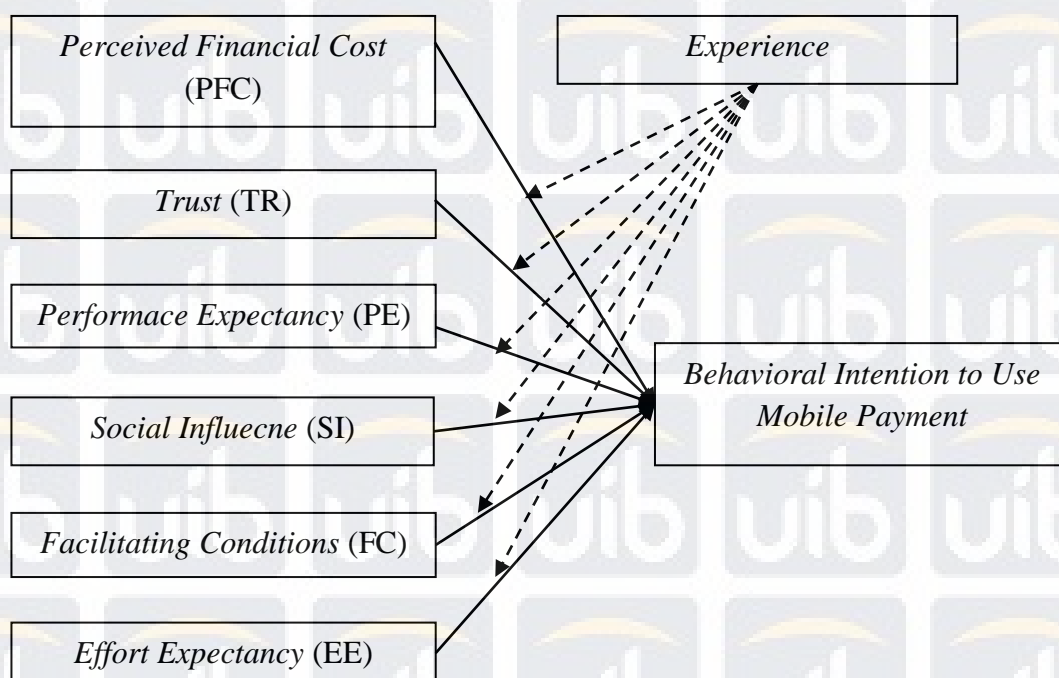 Perceived Financial Cost
(PFC)
Experience
Trust (TR)
Performace Expectancy (PE)
Behavioral Intention to Use
Mobile Payment
Social Influecne (SI)
Facilitating Conditions (FC)
Effort Expectancy (EE)
uib